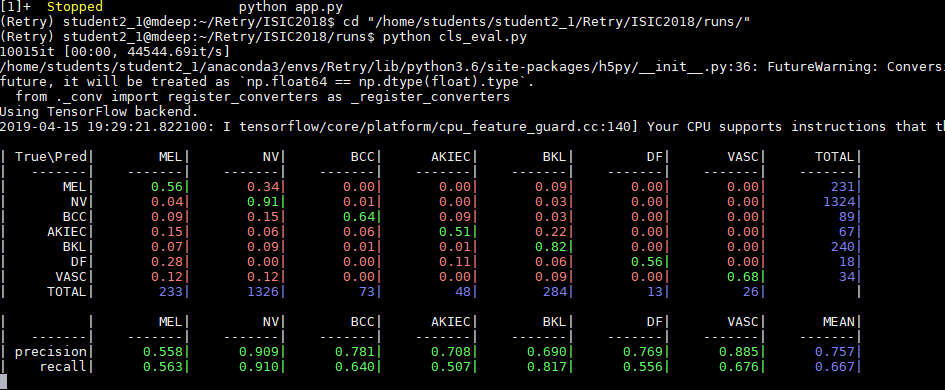 [1]+  Stopped                 python app.py
(Retry) student2_1@mdeep:~/Retry/ISIC2018$ cd "/home/students/student2_1/Retry/ISIC2018/runs/"
(Retry) student2_1@mdeep:~/Retry/ISIC2018/runs$ python cls_eval.py
10015it [00:00, 44544.69it/s]
/home/students/student2_1/anaconda3/envs/Retry/lib/python3.6/site-packages/h5py/__init__.py:36: FutureWarning: Conversi
future, it will be treated as `np.float64 == np.dtype(float).type`.
  from ._conv import register_converters as _register_converters
Using TensorFlow backend.
2019-04-15 19:29:21.822100: I tensorflow/core/platform/cpu_feature_guard.cc:140] Your CPU supports instructions that th
| True\Pred| MEL| NV| BCC| AKIEC| BKL| DF| VASC| TOTAL|
| -------| -------| -------| -------| -------| -------| -------| -------| -------|
| MEL| 0.56| 0.34| 0.00| 0.00| 0.09| 0.00| 0.00| 231|
| NV| 0.04| 0.91| 0.01| 0.00| 0.03| 0.00| 0.00| 1324|
| BCC| 0.09| 0.15| 0.64| 0.09| 0.03| 0.00| 0.00| 89|
| AKIEC| 0.15| 0.06| 0.06| 0.51| 0.22| 0.00| 0.00| 67|
| BKL| 0.07| 0.09| 0.01| 0.01| 0.82| 0.00| 0.00| 240|
| DF| 0.28| 0.00| 0.00| 0.11| 0.06| 0.56| 0.00| 18|
| VASC| 0.12| 0.12| 0.00| 0.00| 0.09| 0.00| 0.68| 34|
| TOTAL| 233| 1326| 73| 48| 284| 13| 26| |
| | MEL| NV| BCC| AKIEC| BKL| DF| VASC| MEAN|
| -------| -------| -------| -------| -------| -------| -------| -------| -------|
| precision| 0.558| 0.909| 0.781| 0.708| 0.690| 0.769| 0.885| 0.757|
| recall| 0.563| 0.910| 0.640| 0.507| 0.817| 0.556| 0.676| 0.667|